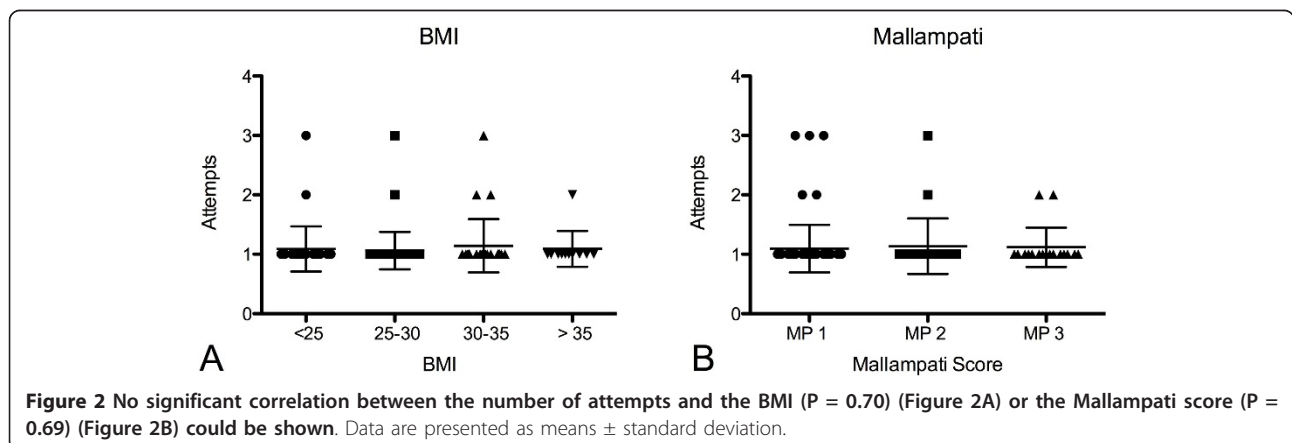 BMI
Attempts
4
3
2
1
0
<25
25-30
30-35
> 35
BMI
A
Mallampati
Attempts
4
3
2
1
0
MP 1
MP 2
MP 3
Mallampati Score
B
Figure 2 No significant correlation between the number of attempts and the BMI (P = 0.70) (Figure 2A) or the Mallampati score (P =
0.69) (Figure 2B) could be shown. Data are presented as means ± standard deviation.